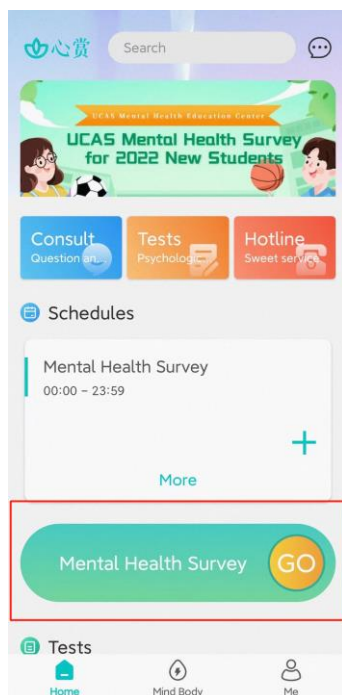 心赏
Search
UCAS Mental Health Education Center
UCAS Mental Health Survey
for 2022 New Students
Consult
Question an...
Tests
Psychologic...
Hotline
Sweet service
Schedules
Mental Health Survey
00:00 - 23:59
More
Mental Health Survey
GO
Tests
Home
Mind Body
Me